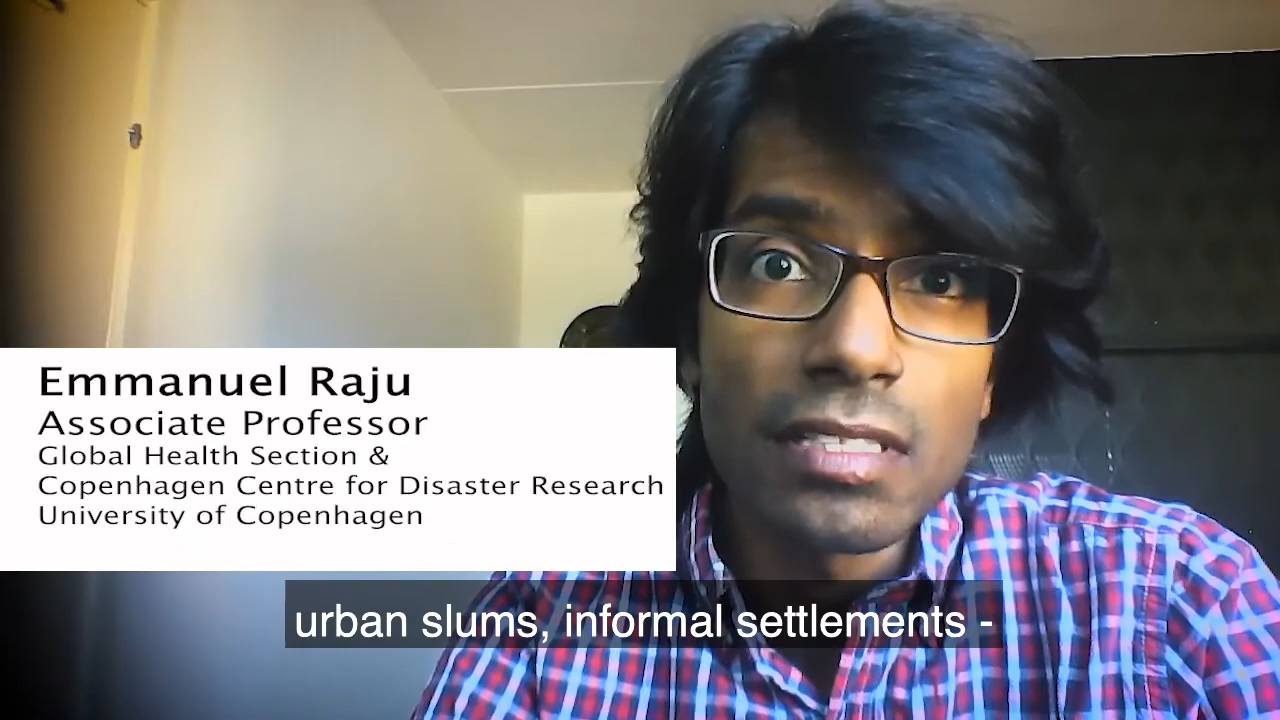 Emmanuel Raju
Associate Professor
Global Health Section &
Copenhagen Centre for Disaster Research
University of Copenhagen
urban slums, informal settlements -